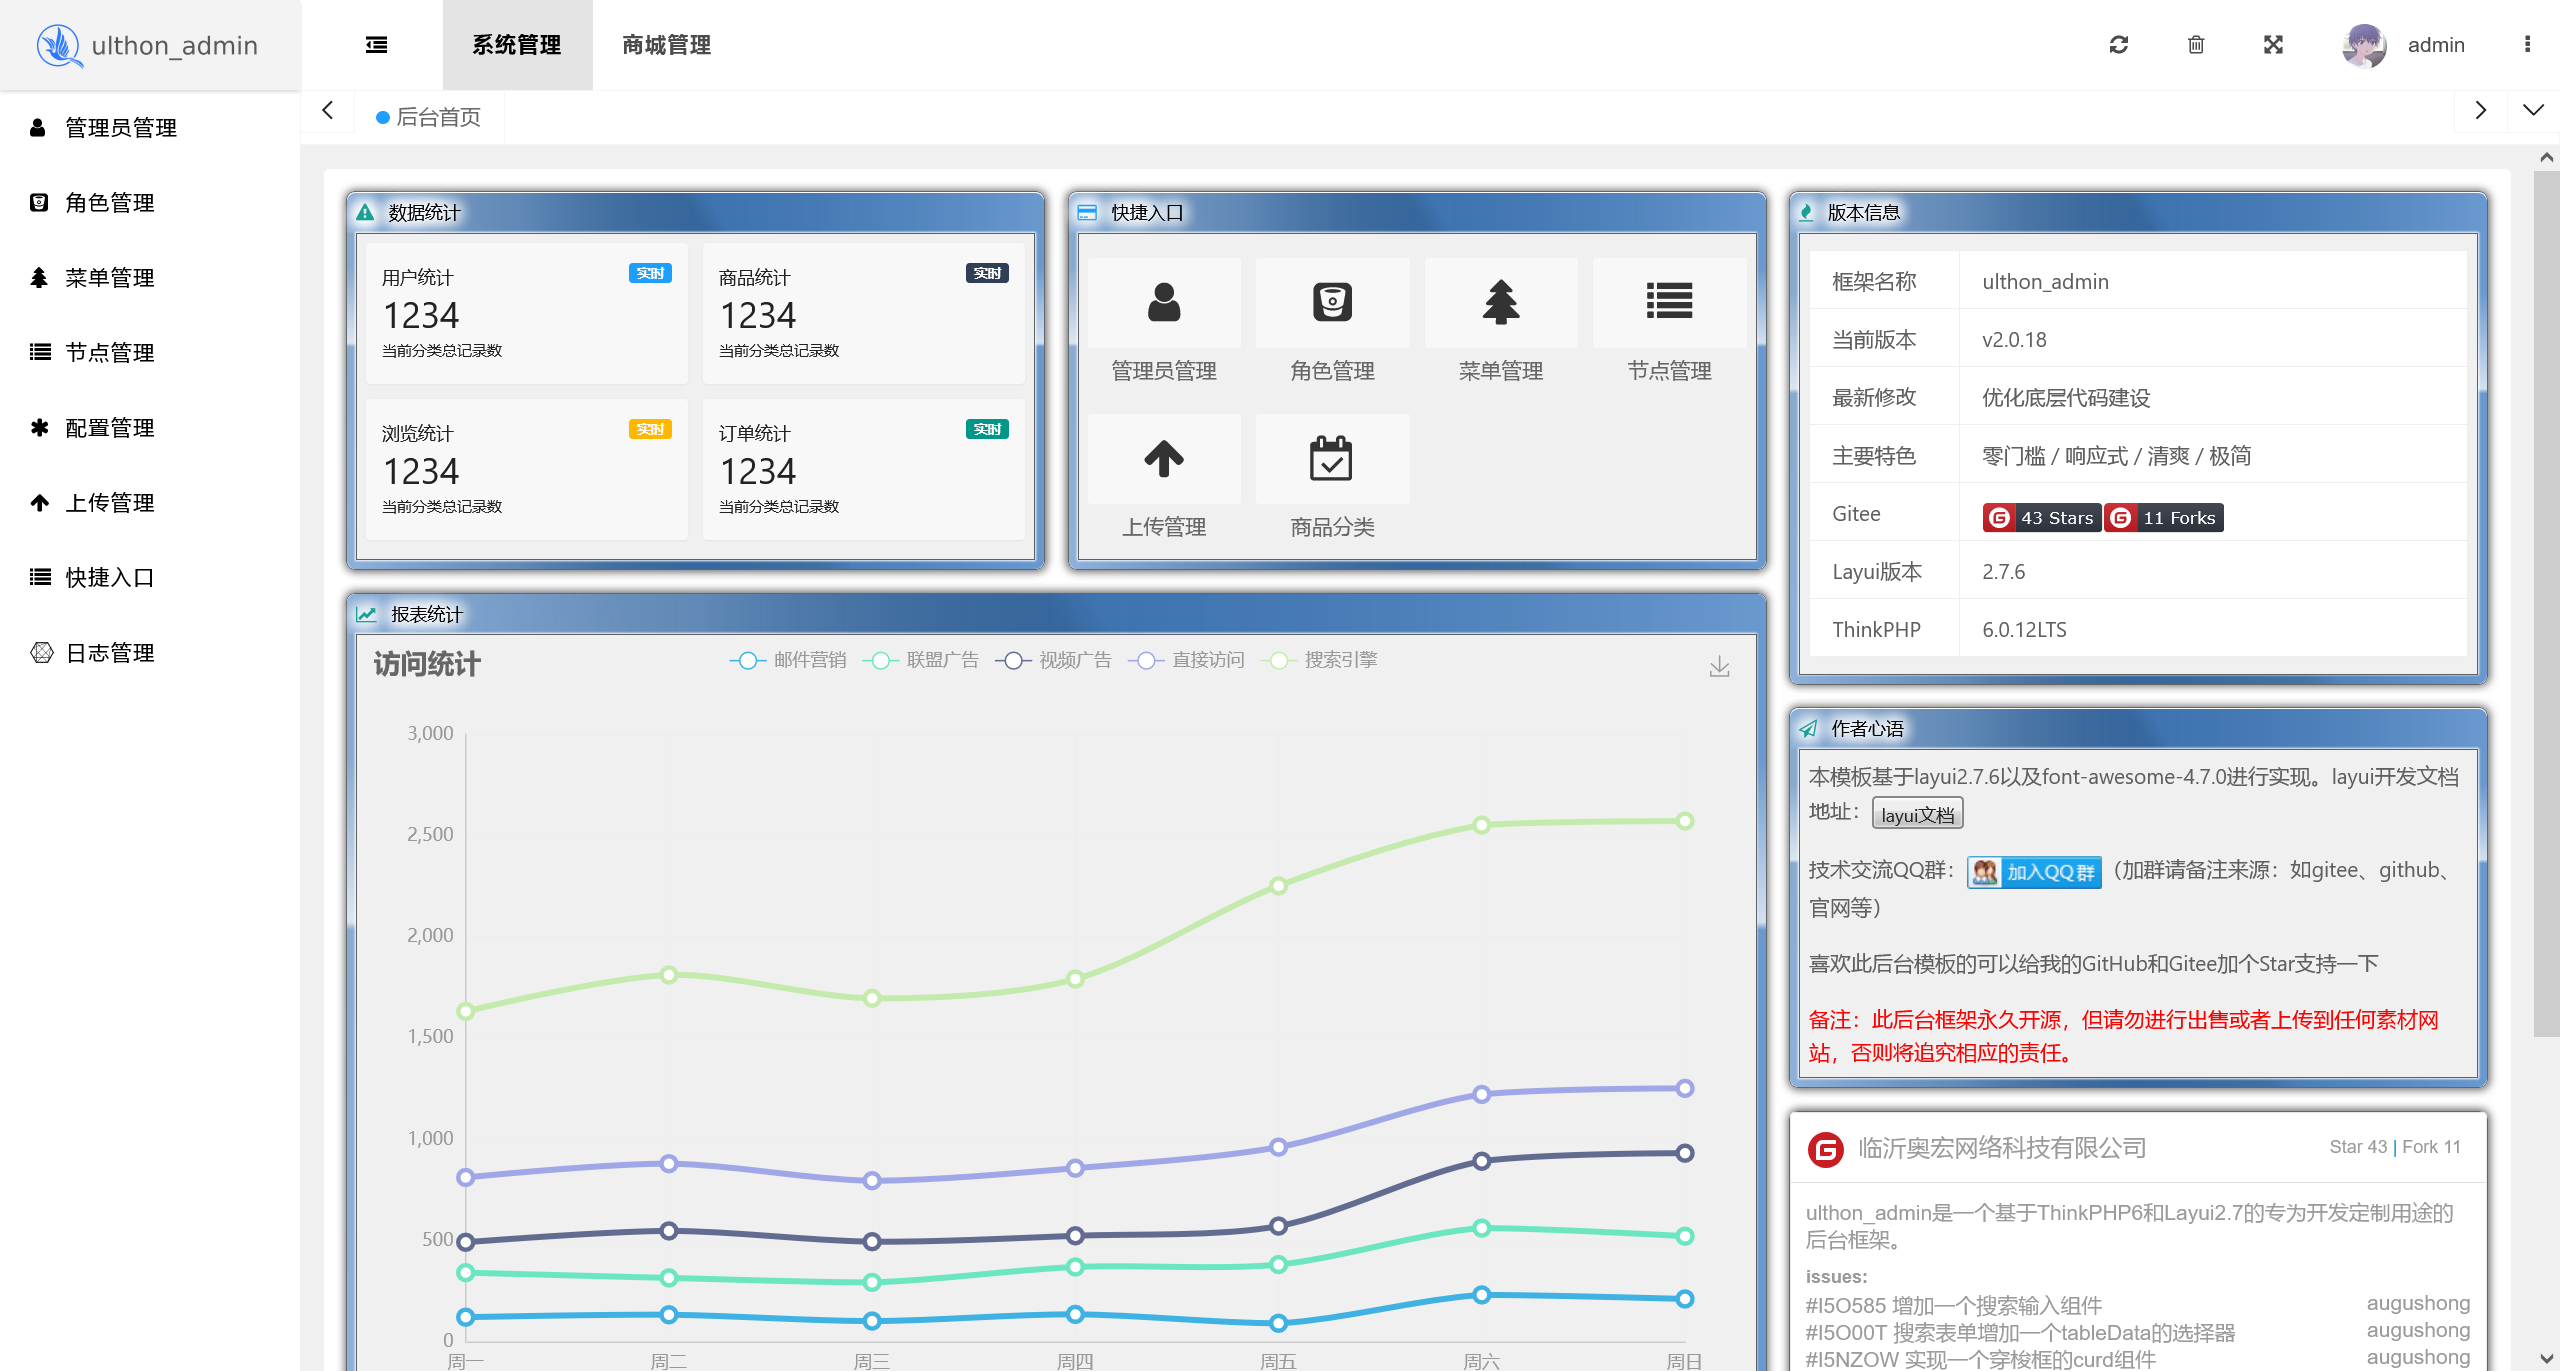 ulthon_admin
系统管理
商城管理
admin
管理员管理
角色管理
菜单管理
节点管理
配置管理
上传管理
快捷入口
日志管理
后台首页
数据统计
用户统计 实时
1234
当前分类总记录数
商品统计 实时
1234
当前分类总记录数
浏览统计 实时
1234
当前分类总记录数
订单统计 实时
1234
当前分类总记录数
快捷入口
管理员管理 角色管理 菜单管理 节点管理
上传管理 商品分类
版本信息
框架名称 ulthon_admin
当前版本 v2.0.18
最新修改 优化底层代码建设
主要特色 零门槛 / 响应式 / 清爽 / 极简
Gitee 43 Stars 11 Forks
Layui版本 2.7.6
ThinkPHP 6.0.12LTS
报表统计
访问统计
邮件营销 联盟广告 视频广告 直接访问 搜索引擎
3,000
2,500
2,000
1,500
1,000
500
0
周一 周二 周三 周四 周五 周六 周日
作者心语
本模板基于layui2.7.6以及font-awesome-4.7.0进行实现。layui开发文档
地址：layui文档
技术交流QQ群：加入QQ群（加群请备注来源：如gitee、github、
官网等）
喜欢此后台模板的可以给我的GitHub和Gitee加个Star支持一下
备注：此后台框架永久开源，但请勿进行出售或者上传到任何素材网
站，否则将追究相应的责任。
临沂奥宏网络科技有限公司 Star 43 | Fork 11
ulthon_admin是一个基于ThinkPHP6和Layui2.7的专为开发定制用途的
后台框架。
issues:
#I5O585 增加一个搜索输入组件 augushong
#I5O00T 搜索表单增加一个tableData的选择器 augushong
#I5NZOW 实现一个穿梭框的curd组件 augushong